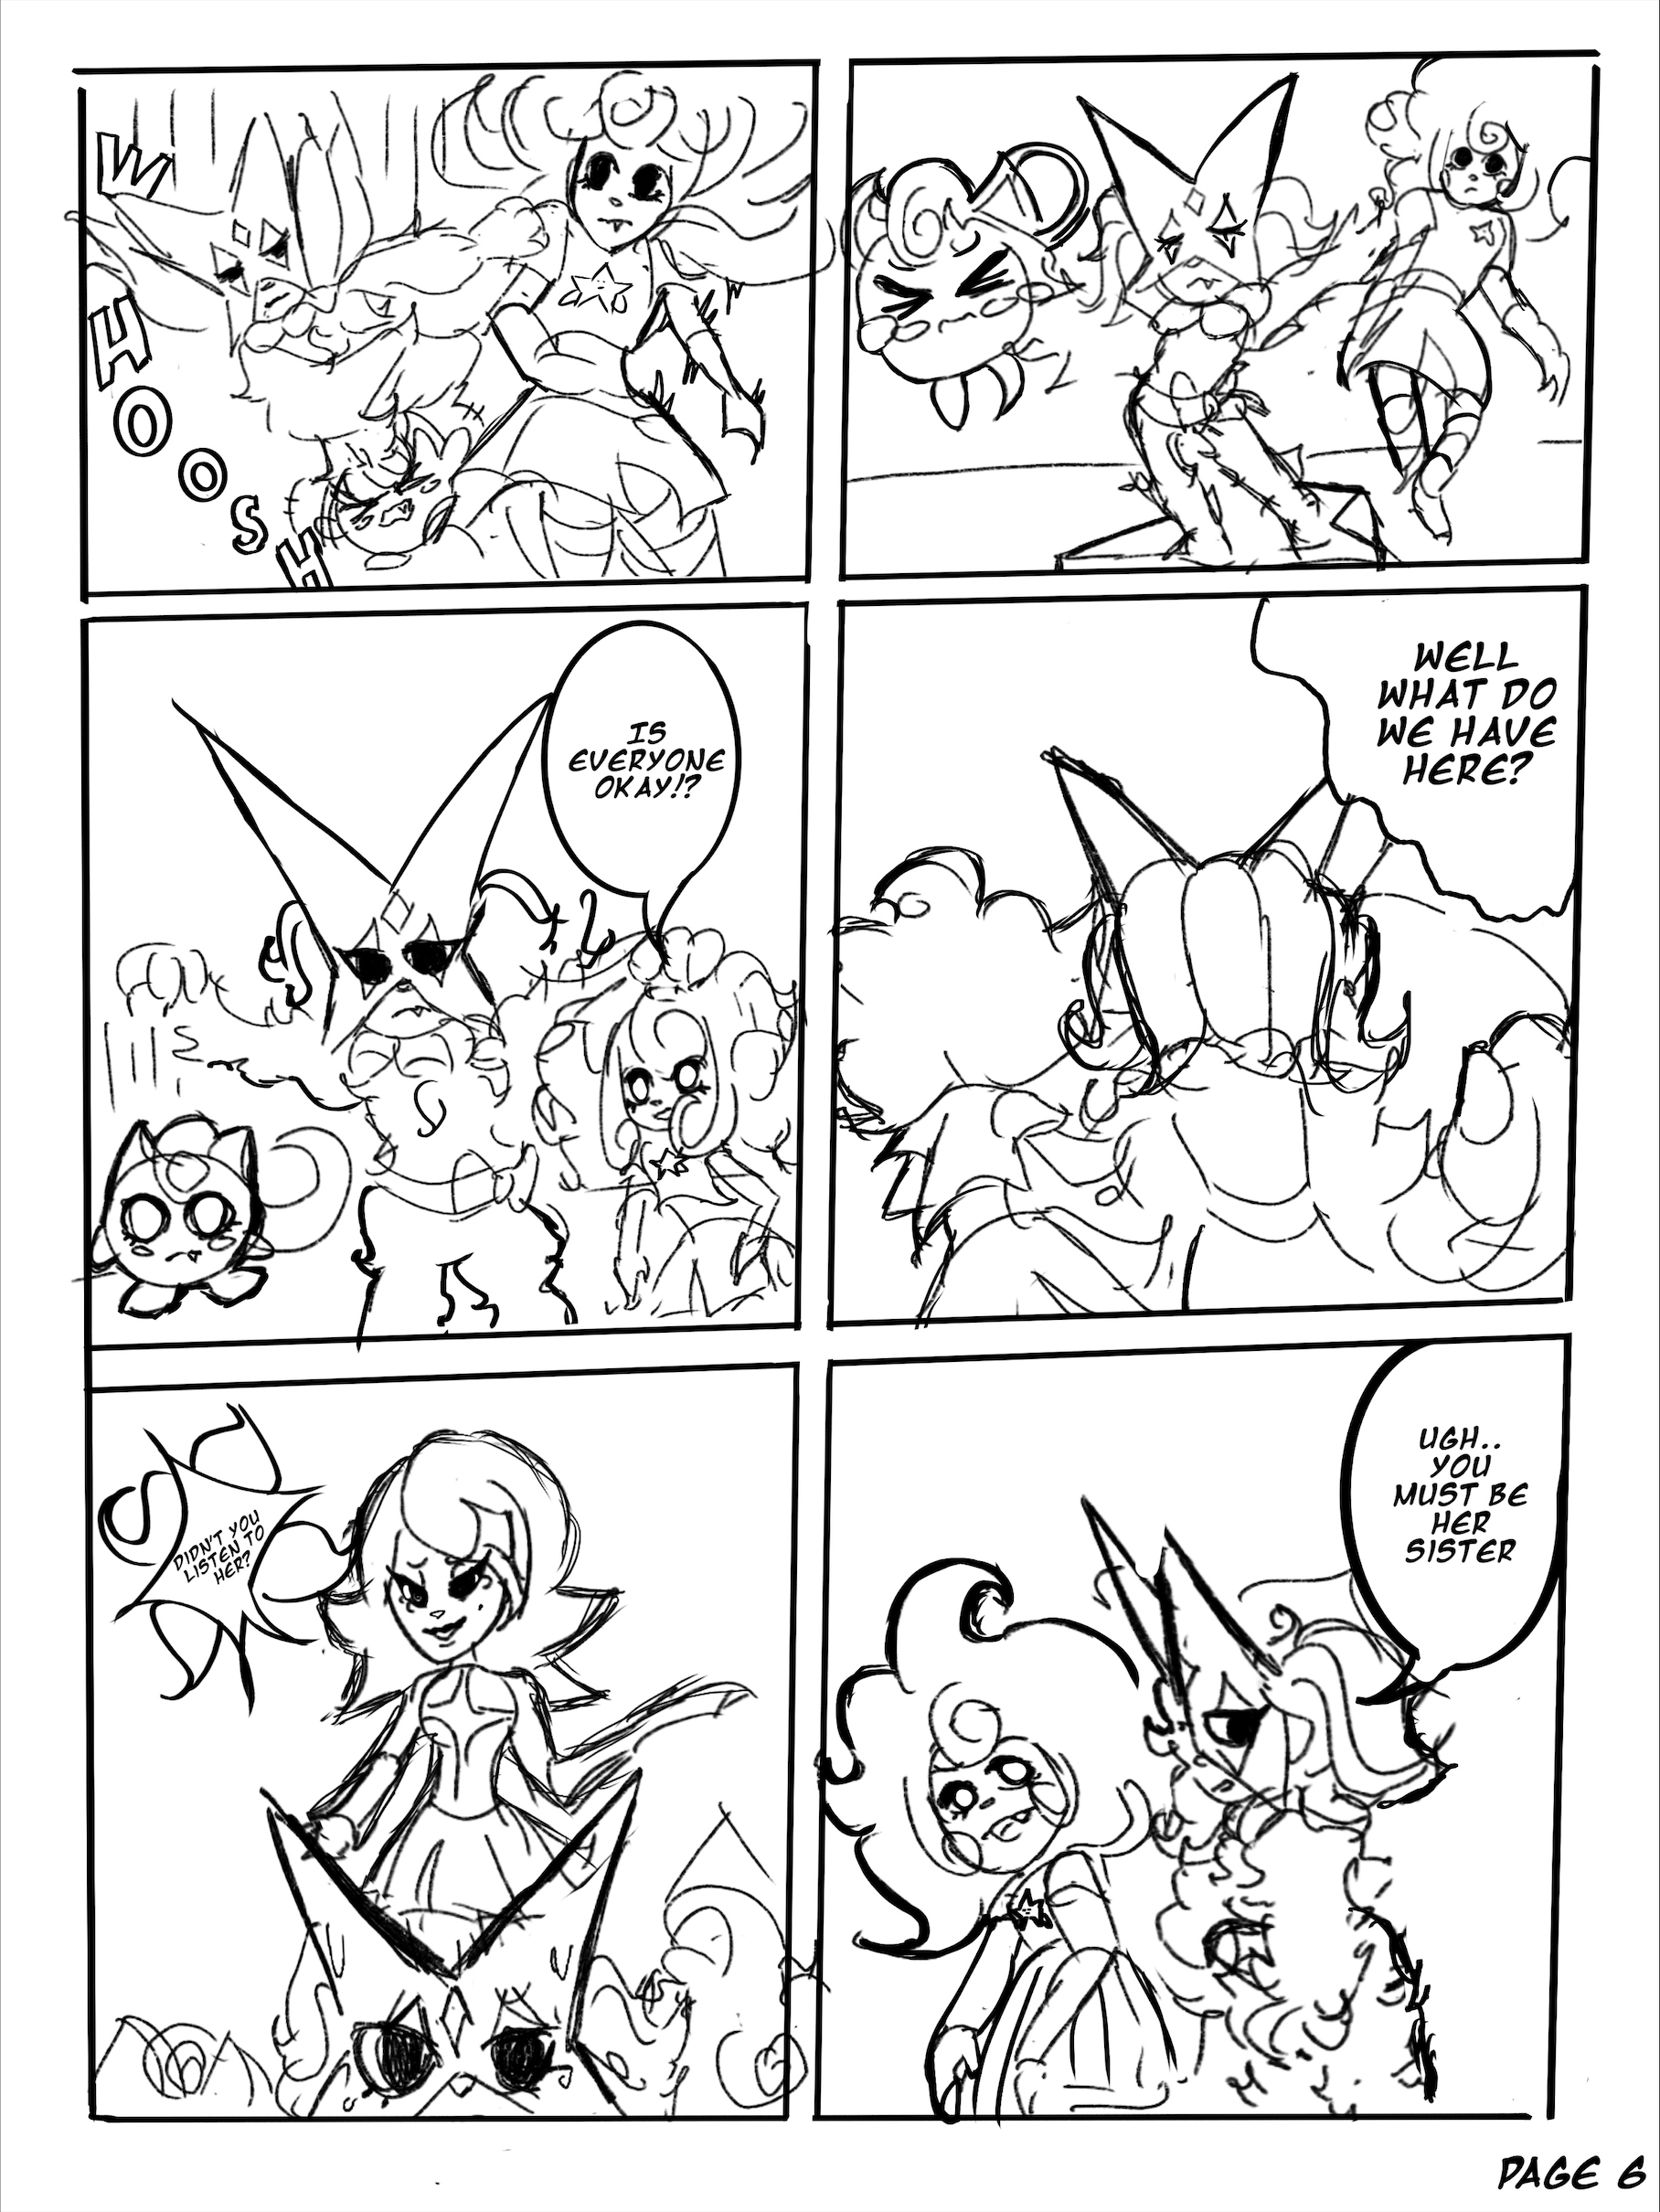 WHOOSH
IS
EVERYONE
OKAY!?
WELL
WHAT DO
WE HAVE
HERE?
DIDN'T YOU
LISTEN TO
HER?
UGH..
YOU
MUST BE
HER
SISTER
PAGE 6